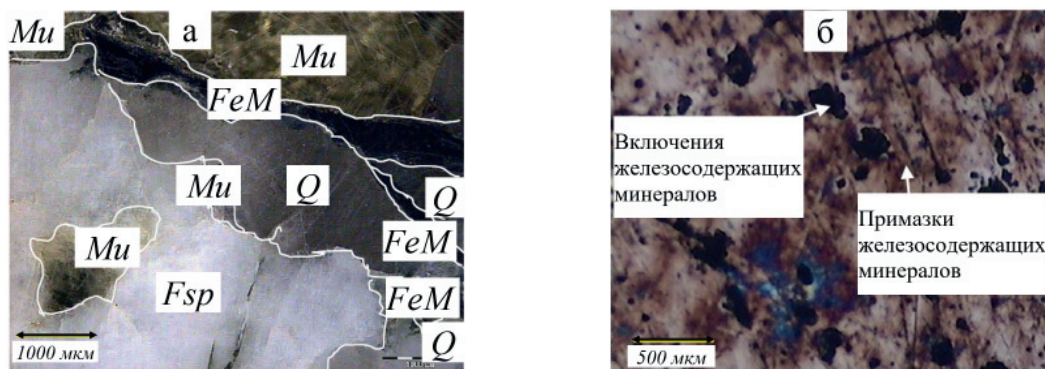 а
Mu
Mu
FeM
Mu
Q
Q
Mu
FeM
Fsp
FeM
Q
1000 мкм
б
Включения
железосодержащих
минералов
Примазки
железосодержащих
минералов
500 мкм